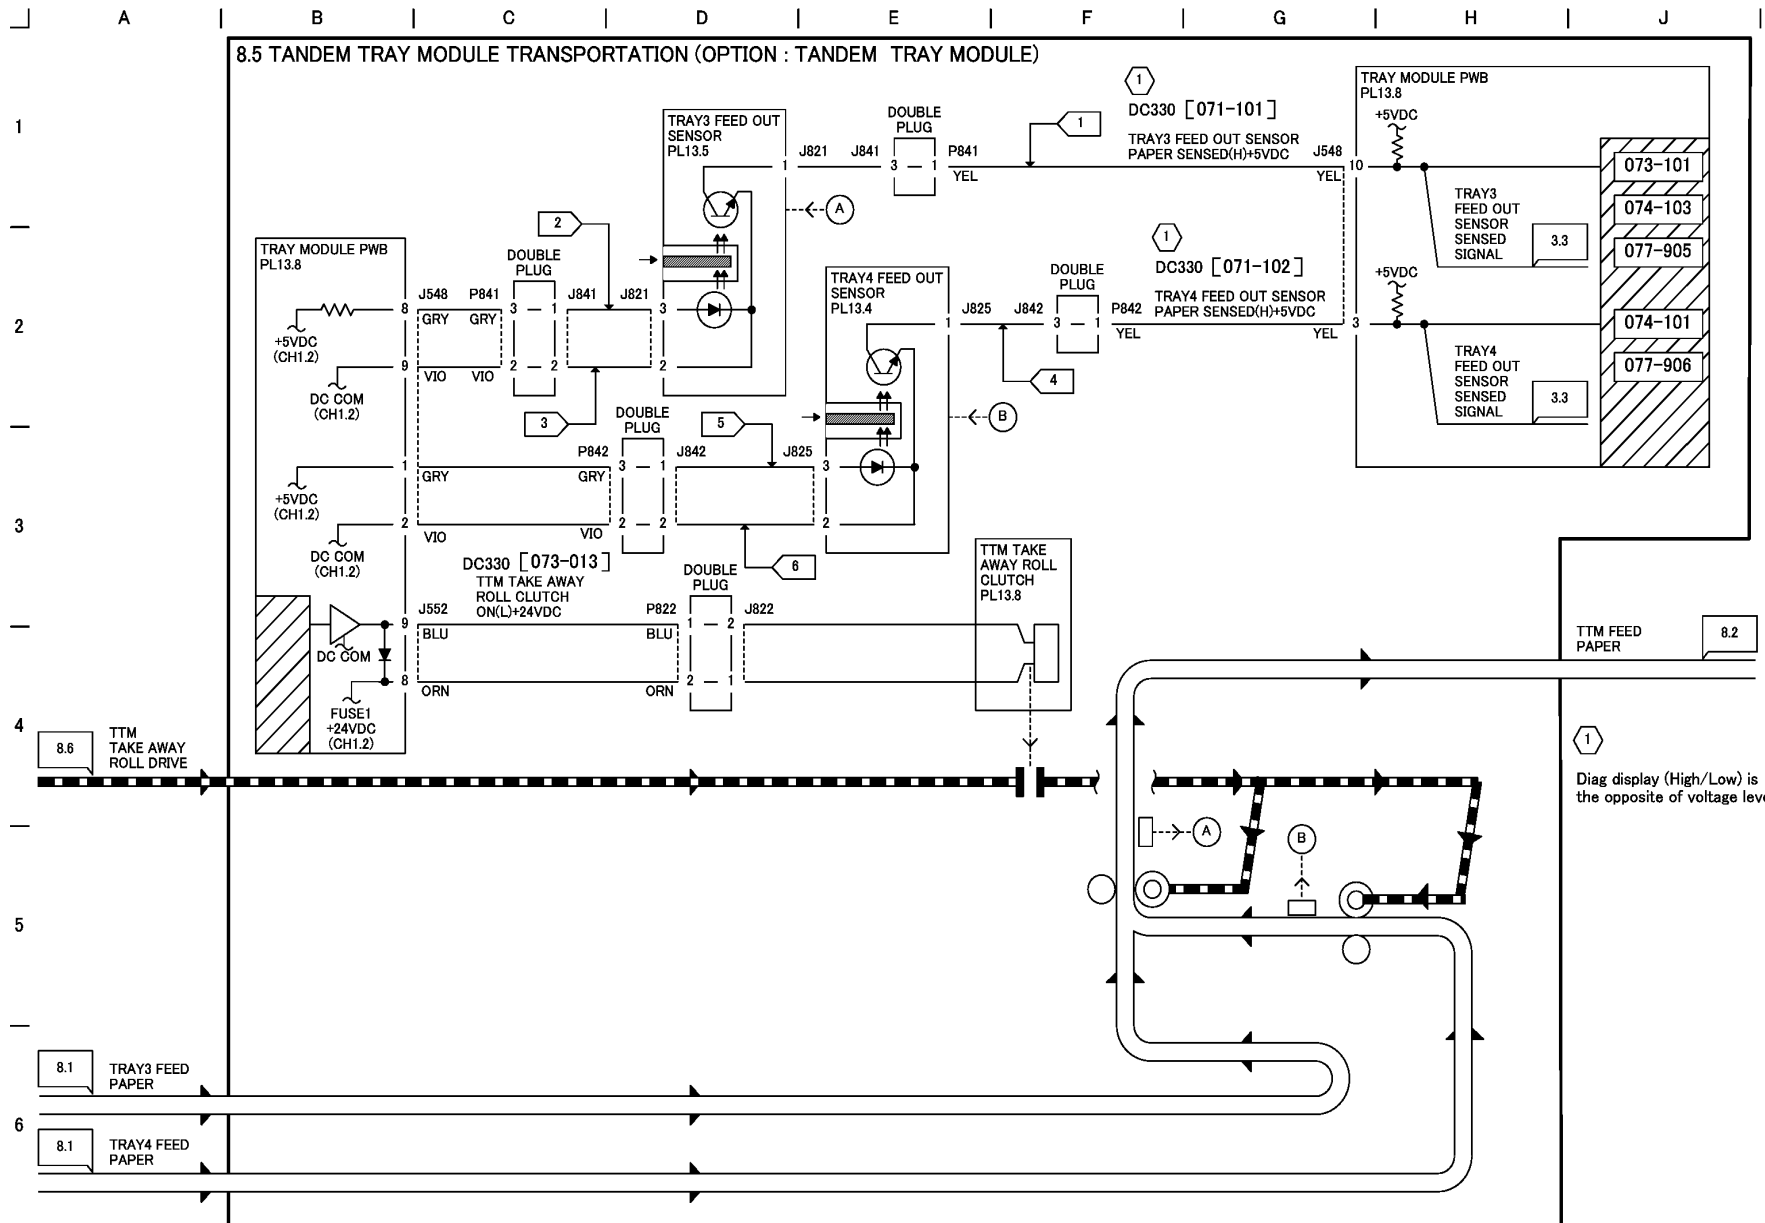 A B C D E F G H J
8.5 TANDEM TRAY MODULE TRANSPORTATION (OPTION : TANDEM TRAY MODULE)
1
TRAY3 FEED OUT
SENSOR
PL13.5
1
J821
J841
DOUBLE
PLUG
3 1
P841
YEL
1
1
DC330 [071-101]
TRAY3 FEED OUT SENSOR
PAPER SENSED(H)+5VDC
J548
YEL
10
TRAY MODULE PWB
PL13.8
+5VDC
TRAY3
FEED OUT
SENSOR
SENSED
SIGNAL
3.3
073-101
074-103
077-905
A
2
TRAY MODULE PWB
PL13.8
+5VDC
(CH1.2)
DC COM
(CH1.2)
8
9
J548
GRY
VIO
P841
GRY
VIO
DOUBLE
PLUG
3 1
2 2
J841
J821
3
2
2
3
TRAY4 FEED OUT
SENSOR
PL13.4
1
J825
J842
DOUBLE
PLUG
3 1
P842
YEL
4
B
1
DC330 [071-102]
TRAY4 FEED OUT SENSOR
PAPER SENSED(H)+5VDC
YEL
3
+5VDC
TRAY4
FEED OUT
SENSOR
SENSED
SIGNAL
3.3
074-101
077-906
3
+5VDC
(CH1.2)
DC COM
(CH1.2)
1
2
GRY
VIO
P842
GRY
VIO
DOUBLE
PLUG
3 1
2 2
J842
5
J825
3
2
6
DC330 [073-013]
TTM TAKE AWAY
ROLL CLUTCH
ON(L)+24VDC
DC COM
FUSE1
+24VDC
(CH1.2)
9
8
J552
BLU
ORN
P822
BLU
ORN
DOUBLE
PLUG
1 2
2 1
J822
TTM TAKE
AWAY ROLL
CLUTCH
PL13.8
TTM FEED
PAPER
8.2
4
8.6
TTM
TAKE AWAY
ROLL DRIVE
1
Diag display (High/Low) is
the opposite of voltage leve
A
B
5
8.1
TRAY3 FEED
PAPER
6
8.1
TRAY4 FEED
PAPER